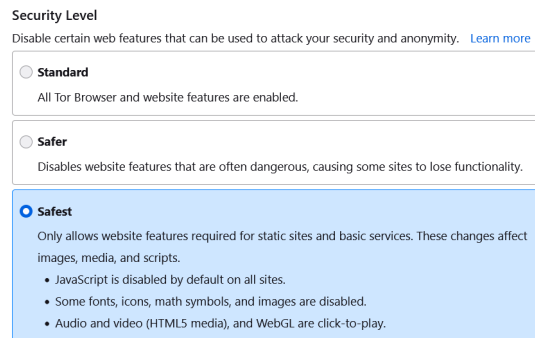 Security Level
Disable certain web features that can be used to attack your security and anonymity. Learn more
Standard
All Tor Browser and website features are enabled.
Safer
Disables website features that are often dangerous, causing some sites to lose functionality.
Safest
Only allows website features required for static sites and basic services. These changes affect
images, media, and scripts.
• JavaScript is disabled by default on all sites.
• Some fonts, icons, math symbols, and images are disabled.
• Audio and video (HTML5 media), and WebGL are click-to-play.